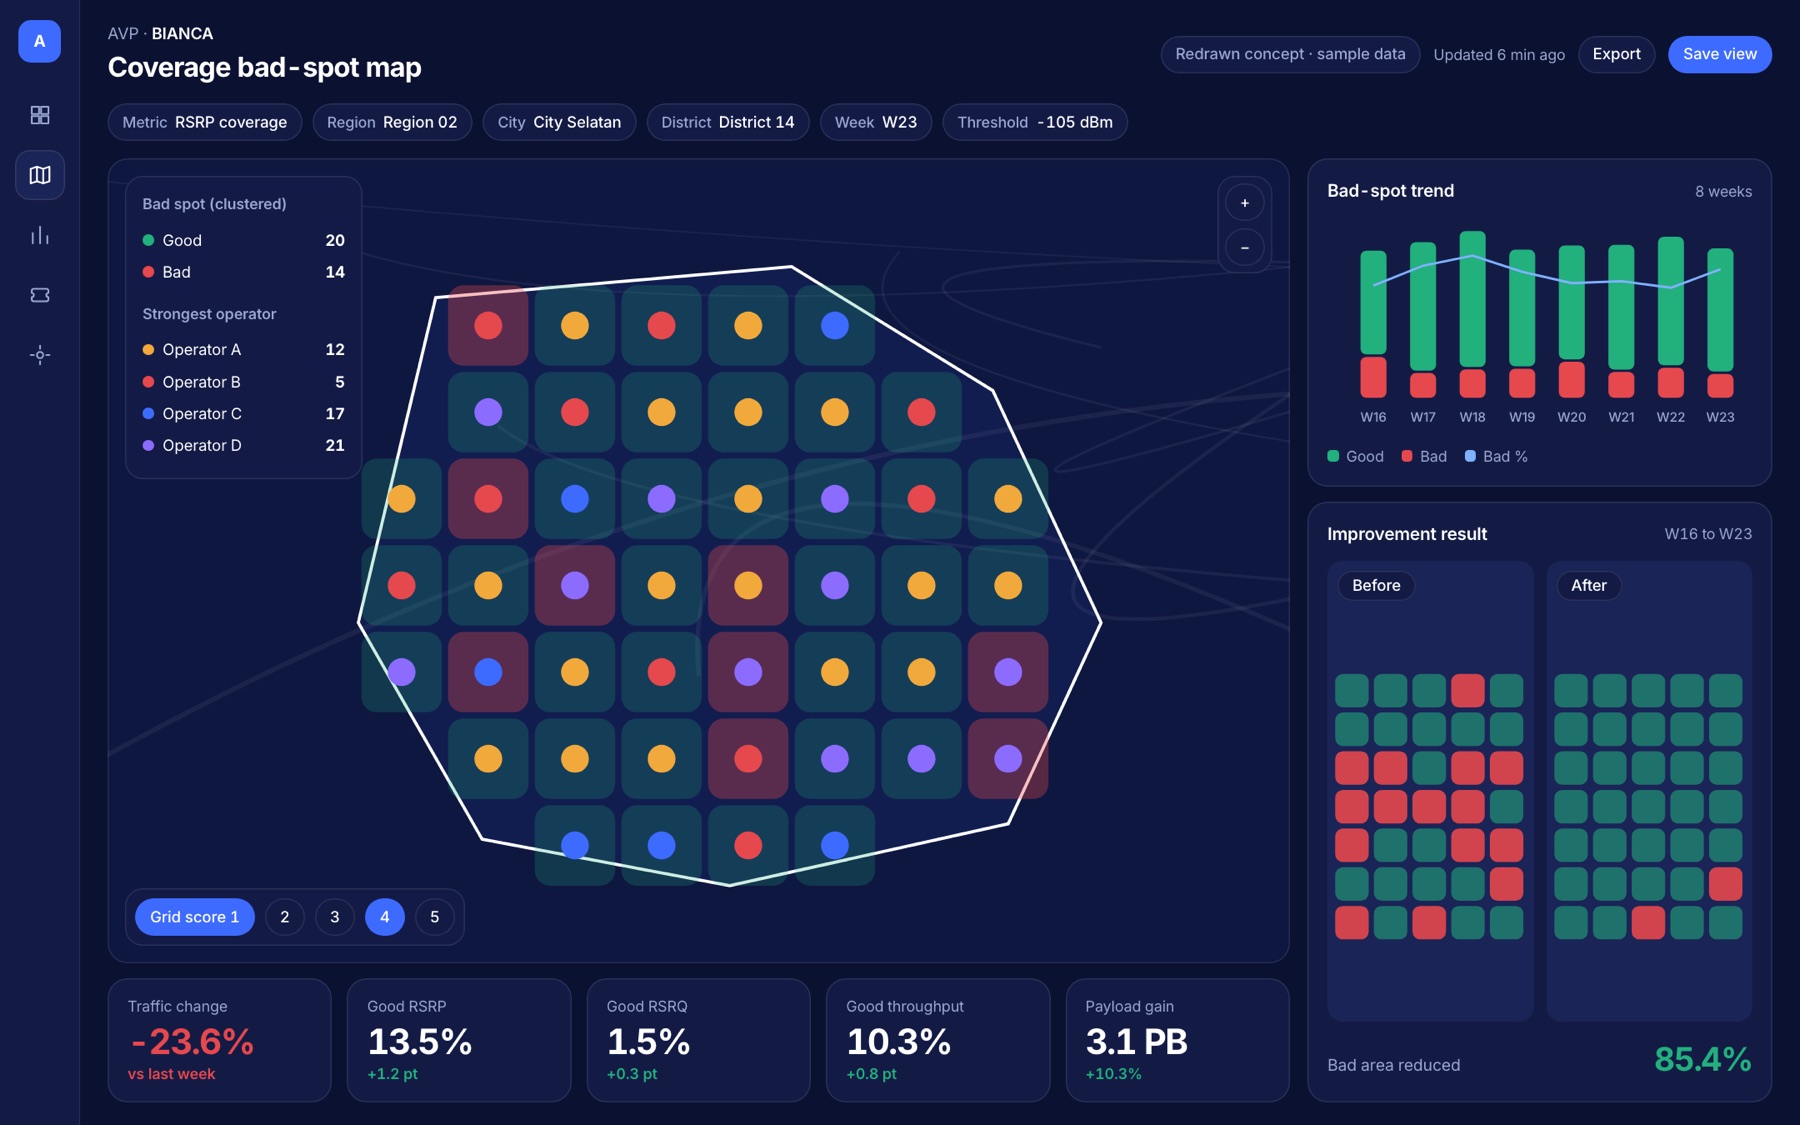 A
AVP · BIANCA
Coverage bad-spot map
Redrawn concept · sample data
Updated 6 min ago
Export
Save view
Metric RSRP coverage
Region Region 02
City City Selatan
District District 14
Week W23
Threshold -105 dBm
Bad spot (clustered)
Good 20
Bad 14
Strongest operator
Operator A 12
Operator B 5
Operator C 17
Operator D 21
+
−
Grid score 1 2 3 4 5
Bad-spot trend 8 weeks
W16 W17 W18 W19 W20 W21 W22 W23
Good Bad Bad %
Improvement result W16 to W23
Before After
Bad area reduced 85.4%
Traffic change
-23.6%
vs last week
Good RSRP
13.5%
+1.2 pt
Good RSRQ
1.5%
+0.3 pt
Good throughput
10.3%
+0.8 pt
Payload gain
3.1 PB
+10.3%